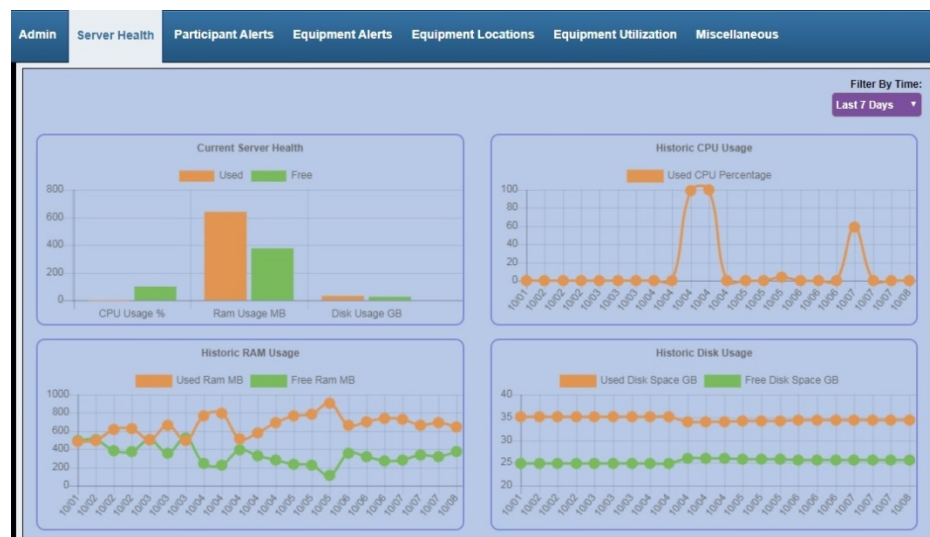 Admin Server Health Participant Alerts Equipment Alerts Equipment Locations Equipment Utilization Miscellaneous
Filter By Time:
Last 7 Days
Current Server Health
Used Free
800
600
400
200
0
CPU Usage % Ram Usage MB Disk Usage GB
Historic CPU Usage
Used CPU Percentage
100
80
60
40
20
0
10/01 10/02 10/02 10/02 10/03 10/03 10/03 10/04 10/04 10/04 10/04 10/04 10/05 10/05 10/05 10/06 10/06 10/06 10/07 10/07 10/07 10/08
Historic RAM Usage
Used Ram MB Free Ram MB
1000
800
600
400
200
0
10/01 10/02 10/02 10/02 10/03 10/03 10/03 10/04 10/04 10/04 10/04 10/05 10/05 10/05 10/06 10/06 10/06 10/07 10/07 10/07 10/08
Historic Disk Usage
Used Disk Space GB Free Disk Space GB
40
35
30
25
20
10/01 10/02 10/02 10/02 10/03 10/03 10/03 10/04 10/04 10/04 10/04 10/05 10/05 10/05 10/06 10/06 10/06 10/07 10/07 10/07 10/08